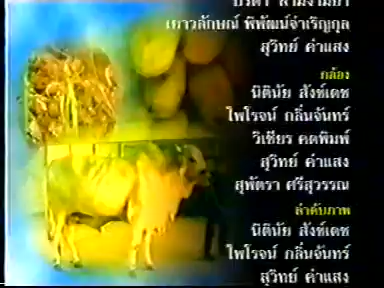 เยาวลักษณ์ พิพัฒน์จำเริญกุล
สุวิทย์ คำแสง
กล้อง
นิตินัย สังข์เดช
ไพโรจน์ กลิ่นจันทร์
วิเชียร คตพิมพ์
สุวิทย์ คำแสง
สุพัตรา ศรีสุวรรณ
ลำดับภาพ
นิตินัย สังข์เดช
ไพโรจน์ กลิ่นจันทร์
สุวิทย์ คำแสง